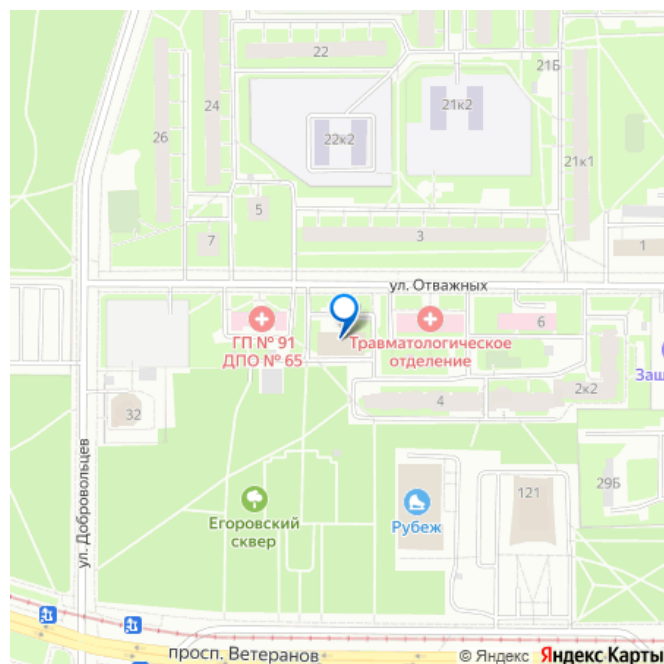 22
21Б
24
26
21к2
22к2
21к1
5
7
3
1
ул. Отважных
ГП № 91
ДПО № 65
Травматологическое
отделение
6
Заш
2к2
4
32
ул. Добровольцев
Егоровский
сквер
Рубеж
121
29Б
просп. Ветеранов
© Яндекс Яндекс Карты